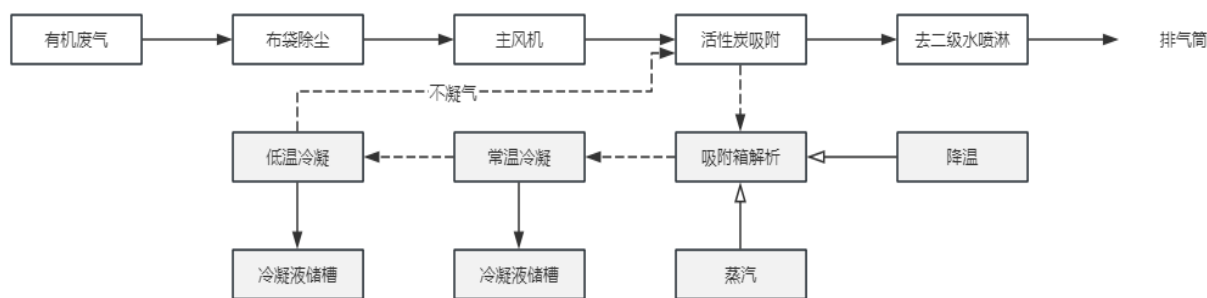 有机废气
布袋除尘
主风机
活性炭吸附
去二级水喷淋
排气筒
不凝气
低温冷凝
常温冷凝
吸附箱解析
降温
冷凝液储槽
冷凝液储槽
蒸汽